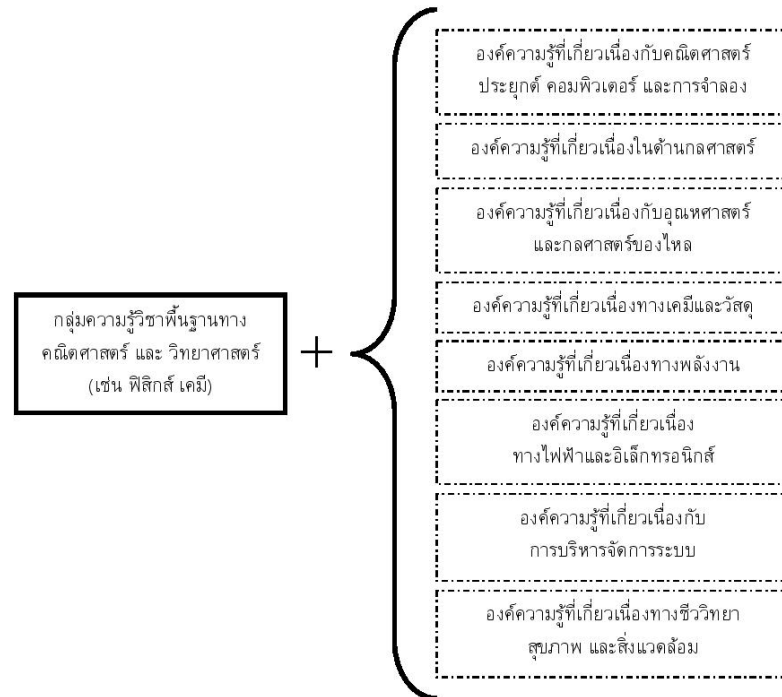 กลุ่มความรู้วิชาพื้นฐานทาง
คณิตศาสตร์ และ วิทยาศาสตร์
(เช่น ฟิสิกส์ เคมี)
+
องค์ความรู้ที่เกี่ยวเนื่องกับคณิตศาสตร์
ประยุกต์ คอมพิวเตอร์ และการจำลอง
องค์ความรู้ที่เกี่ยวเนื่องในด้านกลศาสตร์
องค์ความรู้ที่เกี่ยวเนื่องกับอุณหศาสตร์
และกลศาสตร์ของไหล
องค์ความรู้ที่เกี่ยวเนื่องทางเคมีและวัสดุ
องค์ความรู้ที่เกี่ยวเนื่องทางพลังงาน
องค์ความรู้ที่เกี่ยวเนื่อง
ทางไฟฟ้าและอิเล็กทรอนิกส์
องค์ความรู้ที่เกี่ยวเนื่องกับ
การบริหารจัดการระบบ
องค์ความรู้ที่เกี่ยวเนื่องทางชีววิทยา
สุขภาพ และสิ่งแวดล้อม